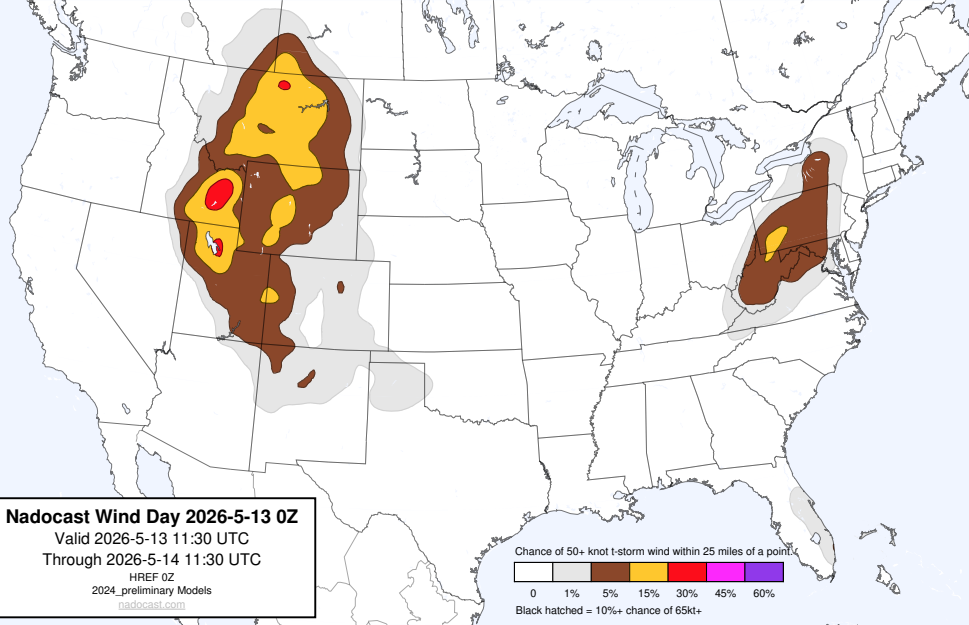 Nadocast Wind Day 2026-5-13 0Z
Valid 2026-5-13 11:30 UTC
Through 2026-5-14 11:30 UTC
HREF 0Z
2024_preliminary Models
nadocast.com
Chance of 50+ knot t-storm wind within 25 miles of a point.
0 1% 5% 15% 30% 45% 60%
Black hatched = 10%+ chance of 65kt+